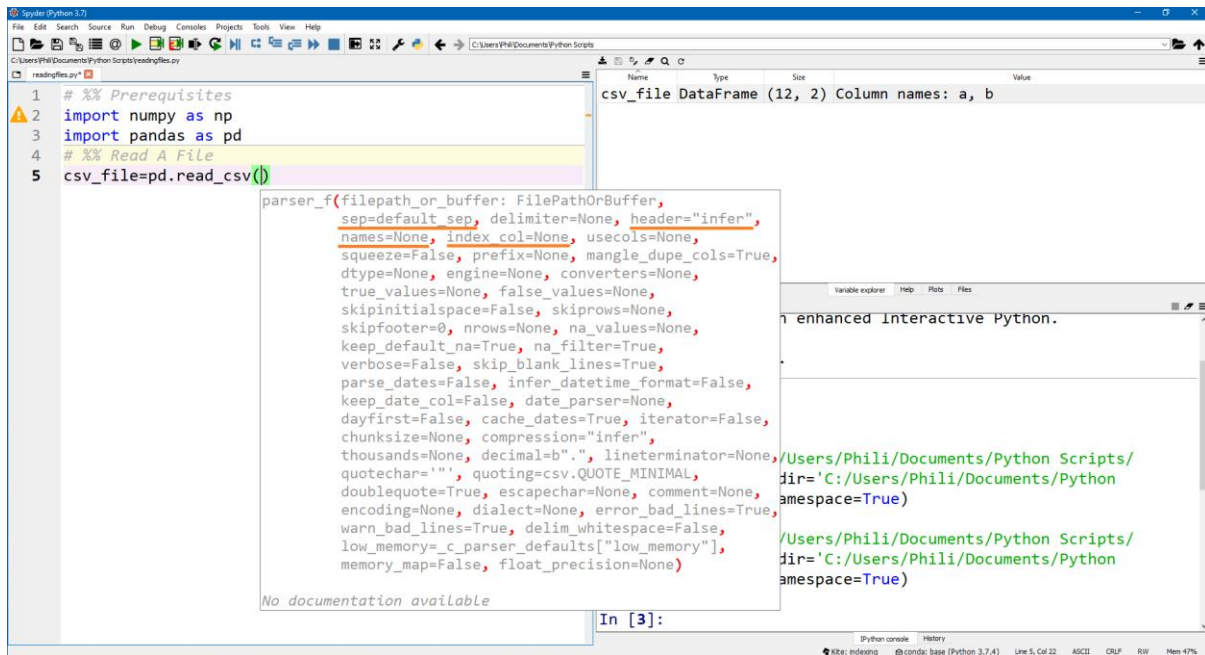 Spyder (Python 3.7)
File Edit Search Source Run Debug Consoles Projects Tools View Help
C:\Users\Phili\Documents\Python Scripts
C:\Users\Phili\Documents\Python Scripts\readingfiles.py
readingfiles.py*
1 # %% Prerequisites
2 import numpy as np
3 import pandas as pd
4 # %% Read A File
5 csv_file=pd.read_csv()
parser_f(filepath_or_buffer: FilePathOrBuffer,
sep=default_sep, delimiter=None, header="infer",
names=None, index_col=None, usecols=None,
squeeze=False, prefix=None, mangle_dupe_cols=True,
dtype=None, engine=None, converters=None,
true_values=None, false_values=None,
skipinitialspace=False, skiprows=None,
skipfooter=0, nrows=None, na_values=None,
keep_default_na=True, na_filter=True,
verbose=False, skip_blank_lines=True,
parse_dates=False, infer_datetime_format=False,
keep_date_col=False, date_parser=None,
dayfirst=False, cache_dates=True, iterator=False,
chunksize=None, compression="infer",
thousands=None, decimal=b".", lineterminator=None,
quotechar='"', quoting=csv.QUOTE_MINIMAL,
doublequote=True, escapechar=None, comment=None,
encoding=None, dialect=None, error_bad_lines=True,
warn_bad_lines=True, delim_whitespace=False,
low_memory=_c_parser_defaults["low_memory"],
memory_map=False, float_precision=None)
No documentation available
Name Type Size Value
csv_file DataFrame (12, 2) Column names: a, b
Variable explorer Help Plots Files
n enhanced Interactive Python.
.
/Users/Phili/Documents/Python Scripts/
dir='C:/Users/Phili/Documents/Python
amespace=True)
/Users/Phili/Documents/Python Scripts/
dir='C:/Users/Phili/Documents/Python
amespace=True)
In [3]:
IPython console History
Kite: indexing conda: base (Python 3.7.4) Line 5, Col 22 ASCII CRLF RW Mem 47%